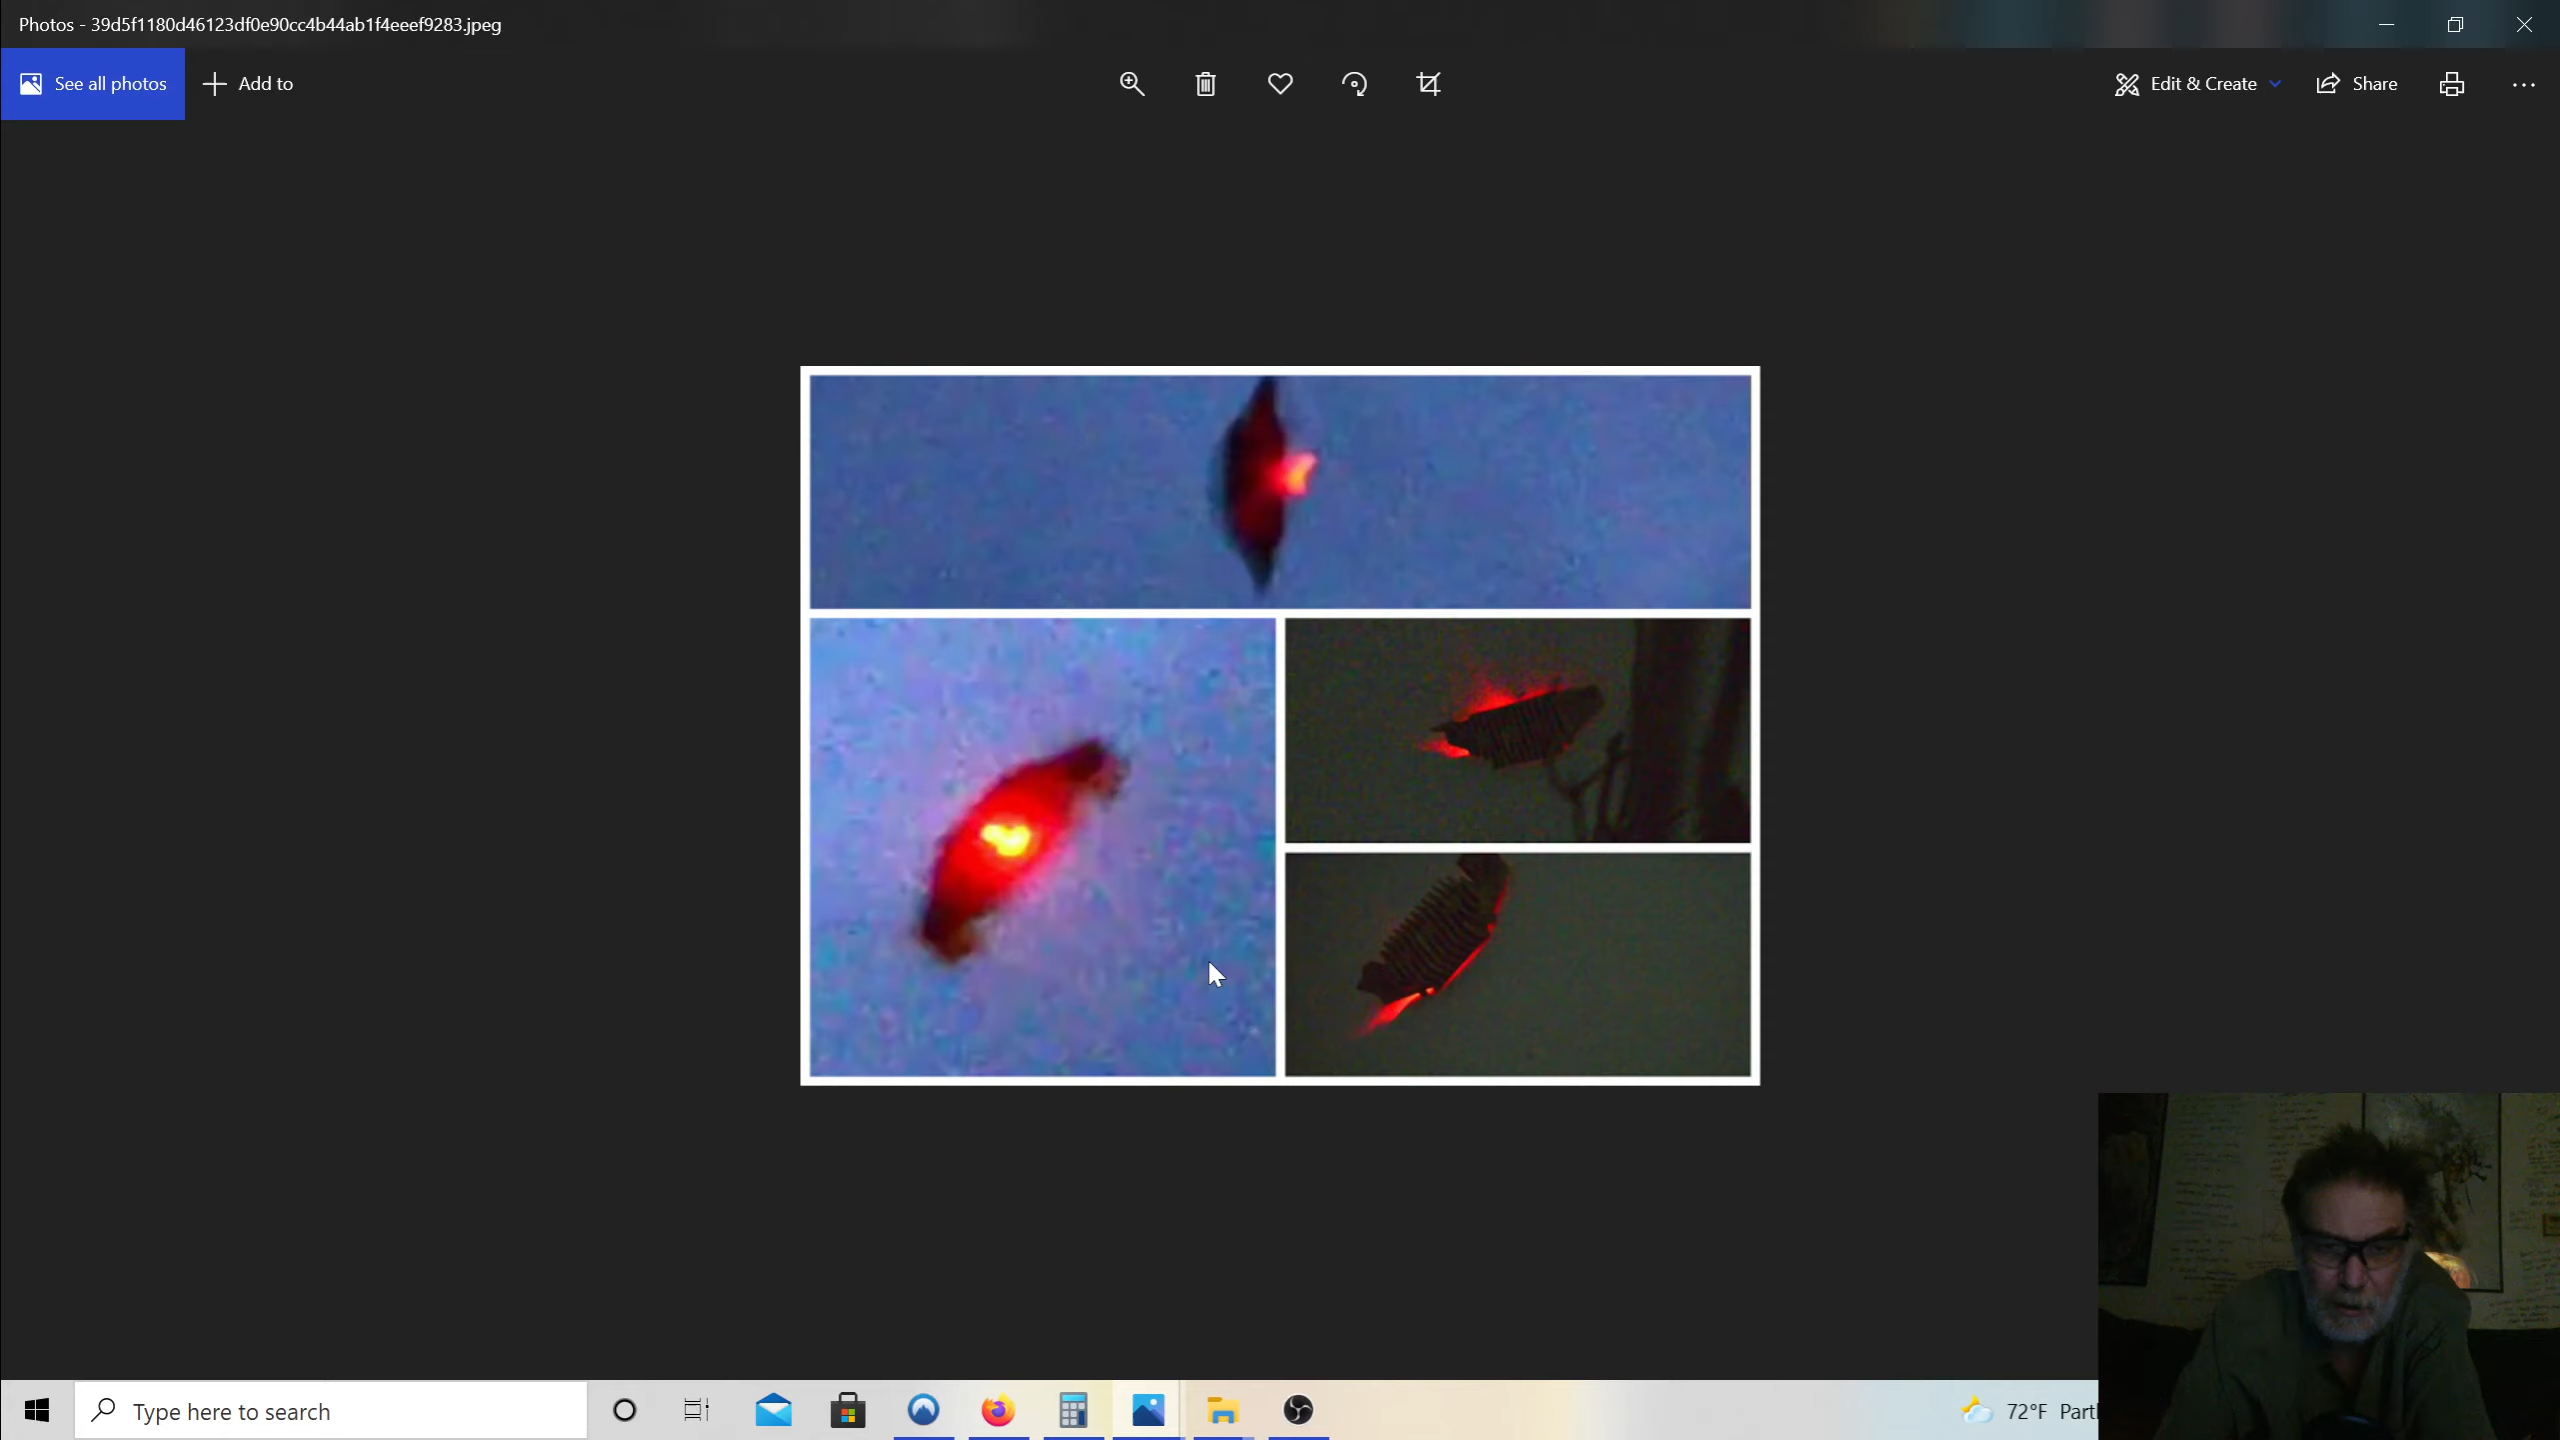 Photos - 39d5f1180d46123df0e90cc4b44ab1f4eeef9283.jpeg
See all photos
Add to
Edit & Create
Share
Type here to search
72°F